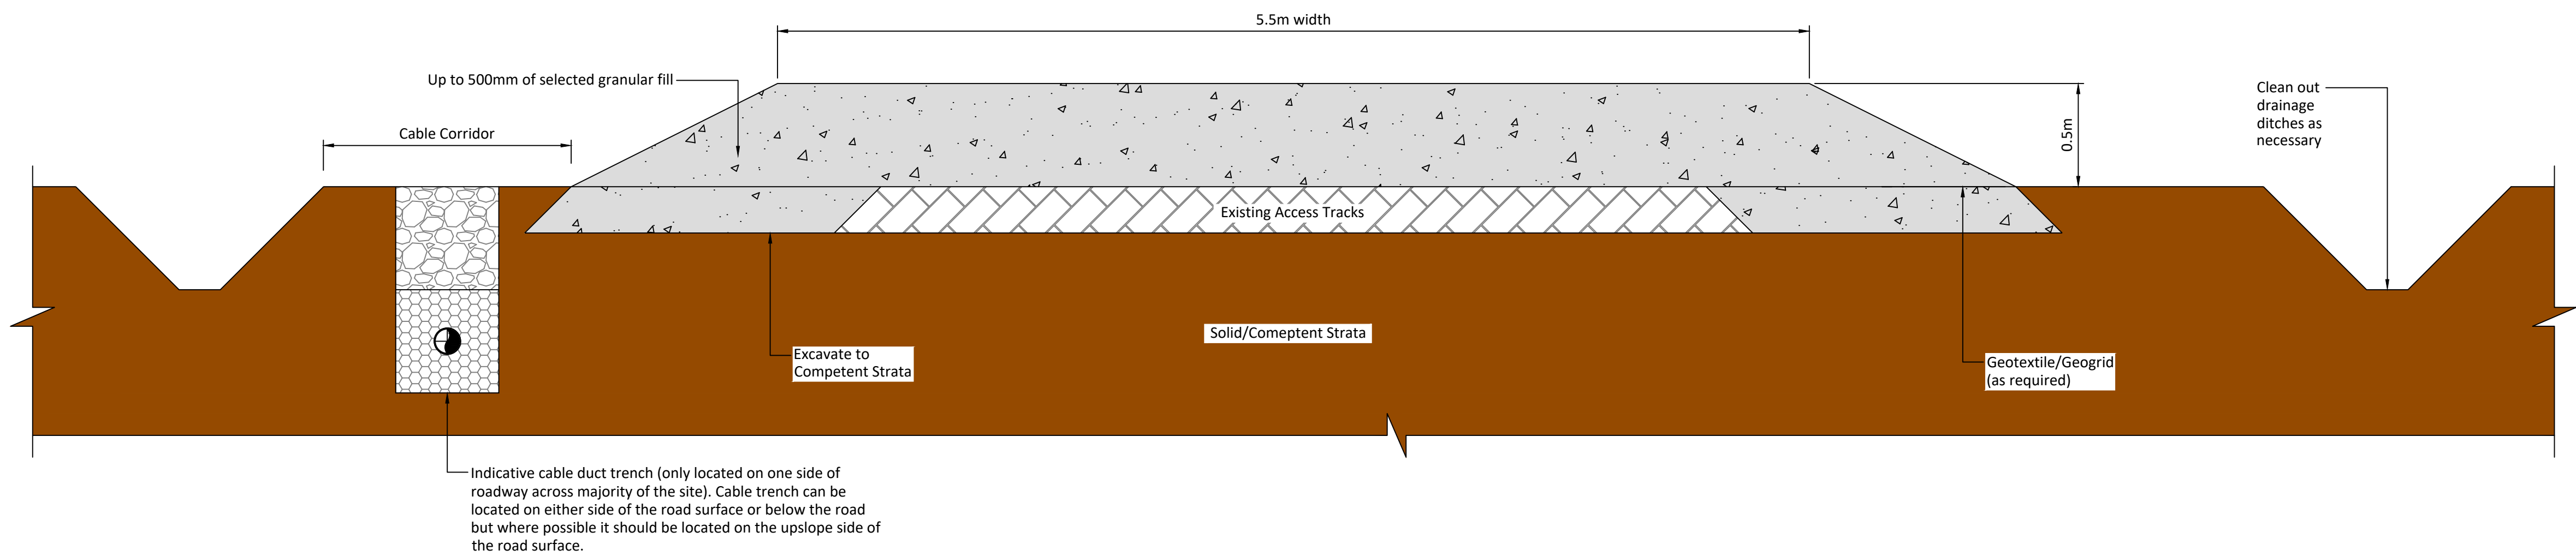 5.5m width
Up to 500mm of selected granular fill
Clean out
drainage
ditches as
necessary
Cable Corridor
0.5m
Existing Access Tracks
Solid/Comeptent Strata
Excavate to
Competent Strata
Geotextile/Geogrid
(as required)
Indicative cable duct trench (only located on one side of
roadway across majority of the site). Cable trench can be
located on either side of the road surface or below the road
but where possible it should be located on the upslope side of
the road surface.